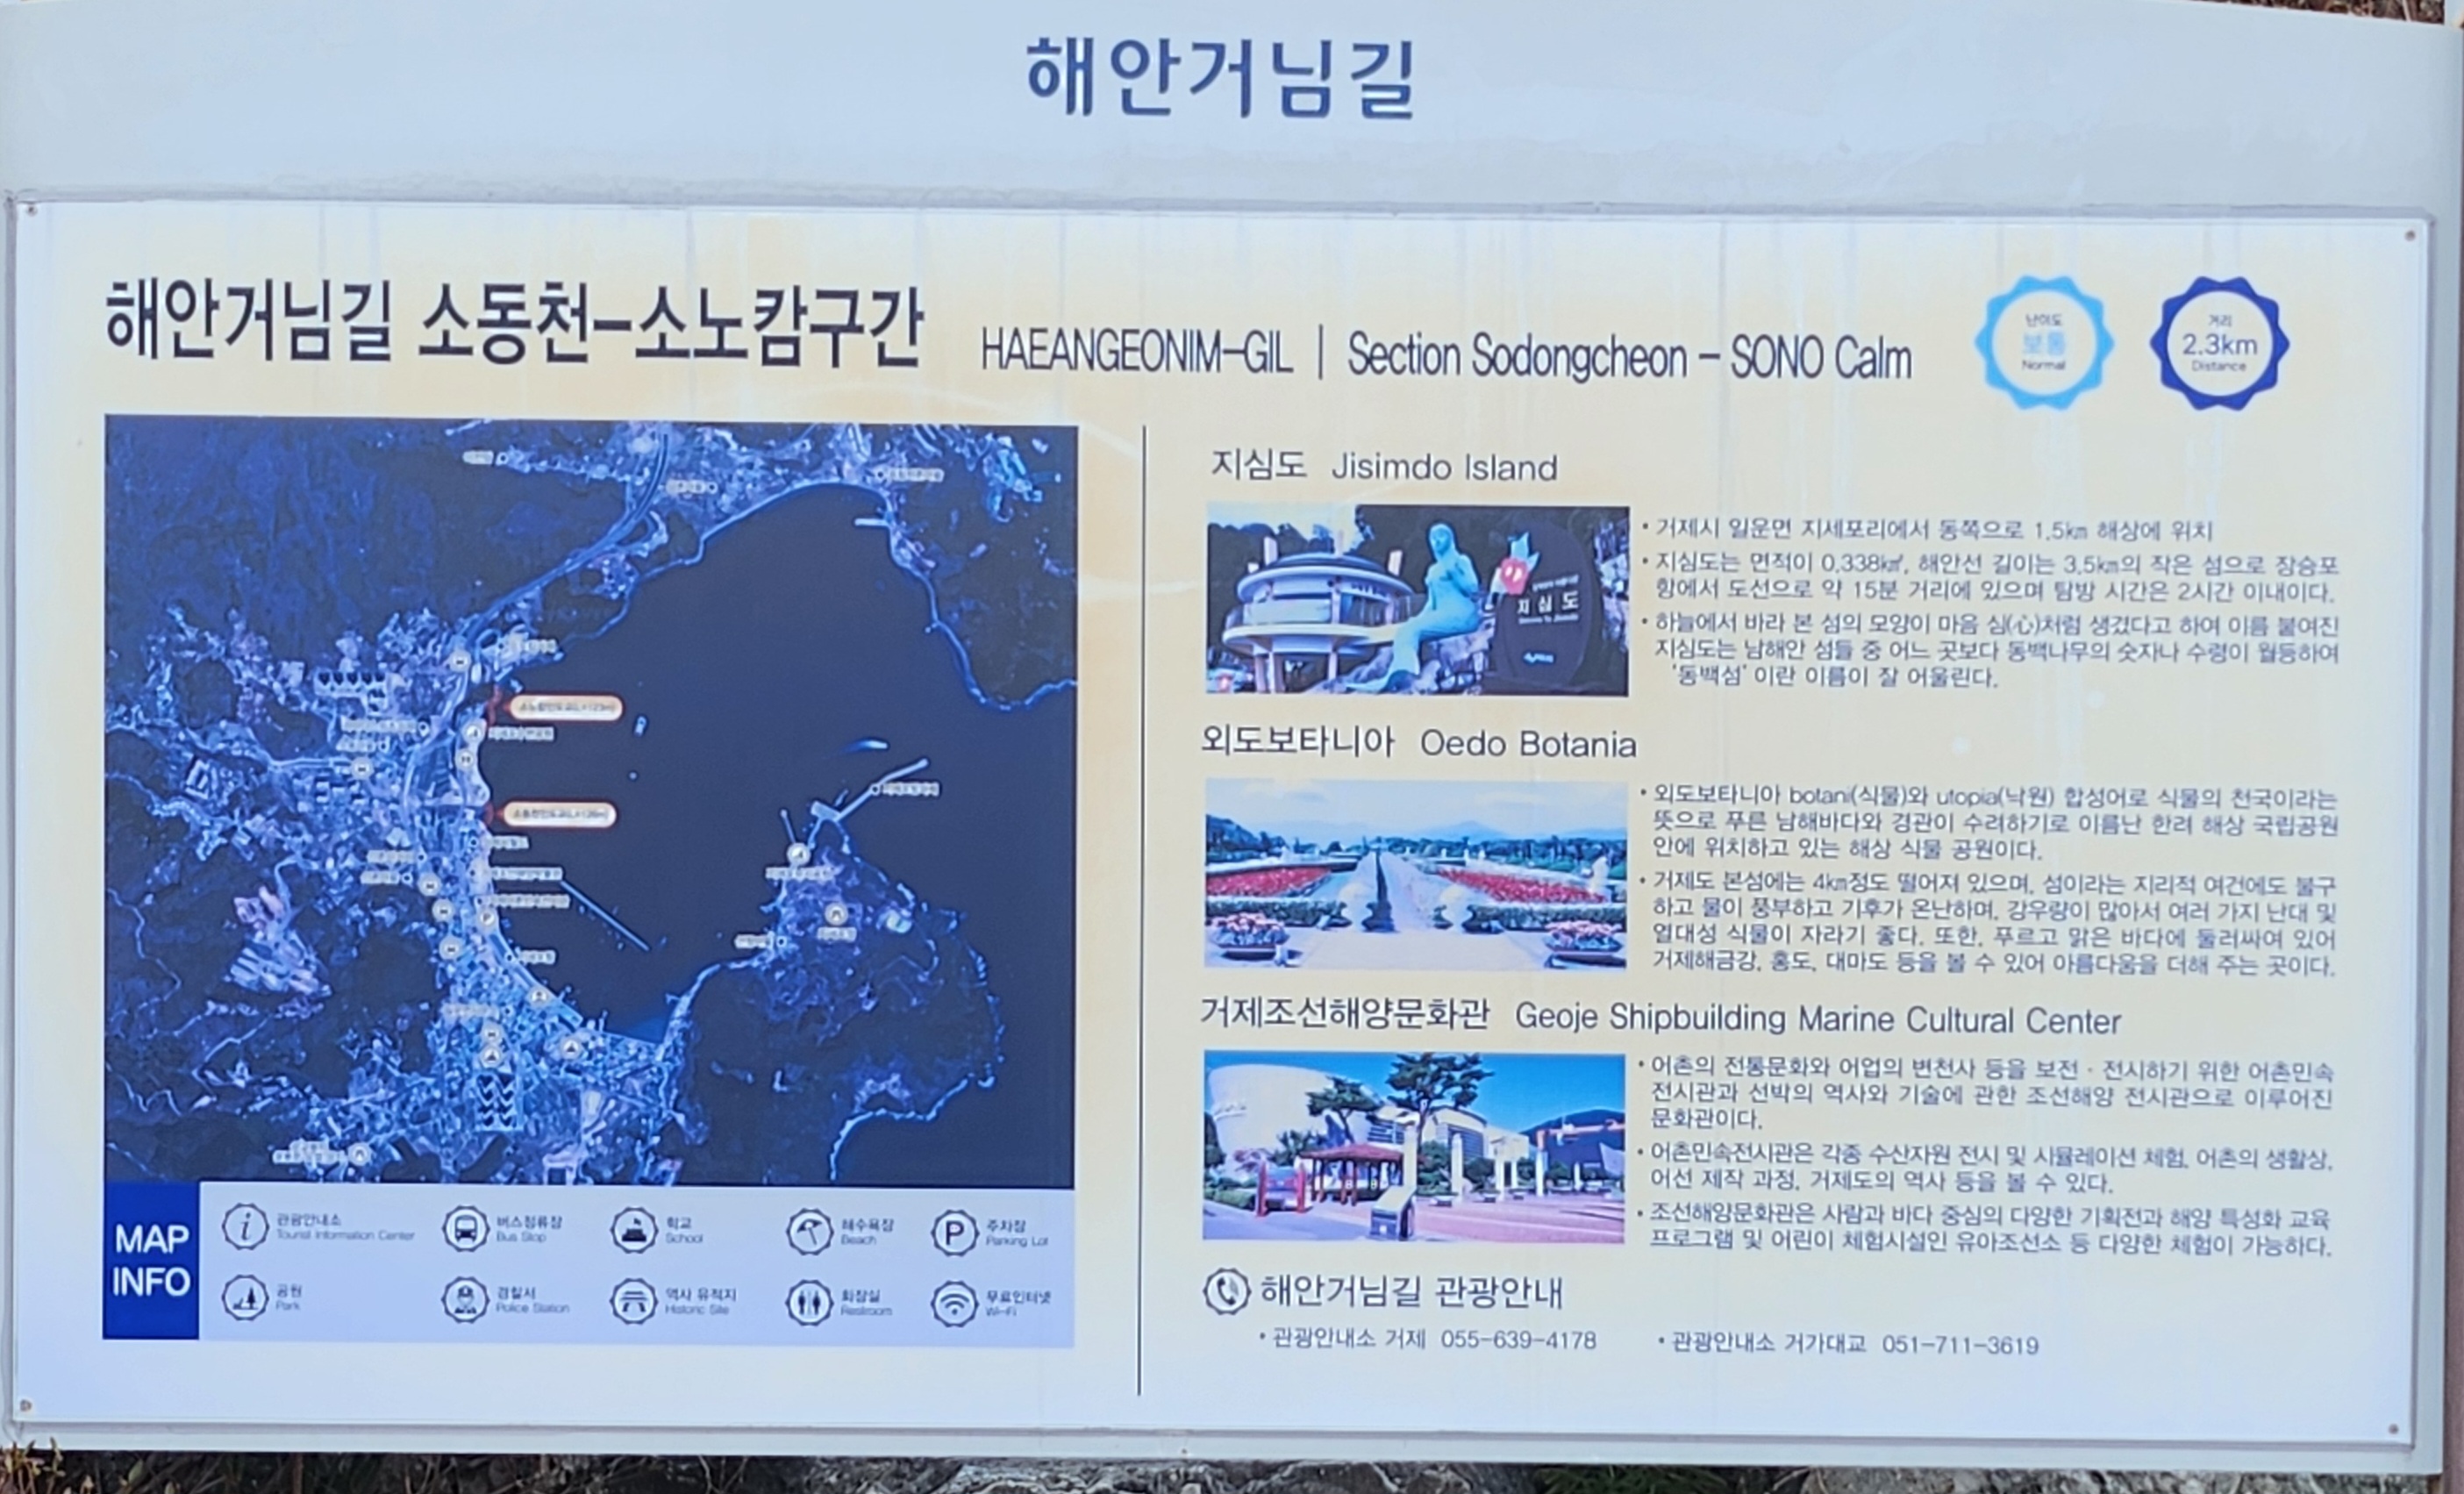 해안거님길
해안거님길 소동천-소노캄구간 HAEANGEONIM-GIL | Section Sodongcheon - SONO Calm
난이도
보통
Normal
거리
2.3km
Distance
지심도 Jisimdo Island
지심도
• 거제시 일운면 지세포리에서 동쪽으로 1.5㎞ 해상에 위치
• 지심도는 면적이 0.338㎢, 해안선 길이는 3.5㎞의 작은 섬으로 장승포
항에서 도선으로 약 15분 거리에 있으며 탐방 시간은 2시간 이내이다.
• 하늘에서 바라 본 섬의 모양이 마음 심(心)처럼 생겼다고 하여 이름 붙여진
지심도는 남해안 섬들 중 어느 곳보다 동백나무의 숫자나 수령이 월등하여
'동백섬' 이란 이름이 잘 어울린다.
외도보타니아 Oedo Botania
• 외도보타니아 botani(식물)와 utopia(낙원) 합성어로 식물의 천국이라는
뜻으로 푸른 남해바다와 경관이 수려하기로 이름난 한려 해상 국립공원
안에 위치하고 있는 해상 식물 공원이다.
• 거제도 본섬에는 4㎞정도 떨어져 있으며, 섬이라는 지리적 여건에도 불구
하고 물이 풍부하고 기후가 온난하며, 강우량이 많아서 여러 가지 난대 및
열대성 식물이 자라기 좋다. 또한, 푸르고 맑은 바다에 둘러싸여 있어
거제해금강, 홍도, 대마도 등을 볼 수 있어 아름다움을 더해 주는 곳이다.
거제조선해양문화관 Geoje Shipbuilding Marine Cultural Center
• 어촌의 전통문화와 어업의 변천사 등을 보전 · 전시하기 위한 어촌민속
전시관과 선박의 역사와 기술에 관한 조선해양 전시관으로 이루어진
문화관이다.
• 어촌민속전시관은 각종 수산자원 전시 및 시뮬레이션 체험, 어촌의 생활상,
어선 제작 과정, 거제도의 역사 등을 볼 수 있다.
• 조선해양문화관은 사람과 바다 중심의 다양한 기획전과 해양 특성화 교육
프로그램 및 어린이 체험시설인 유아조선소 등 다양한 체험이 가능하다.
해안거님길 관광안내
• 관광안내소 거제 055-639-4178 • 관광안내소 거가대교 051-711-3619
MAP
INFO
관광안내소
Tourist Information Center
버스정류장
Bus Stop
학교
School
해수욕장
Beach
P
주차장
Parking Lot
공원
Park
경찰서
Police Station
역사 유적지
Historic Site
화장실
Restroom
무료인터넷
Wi-Fi